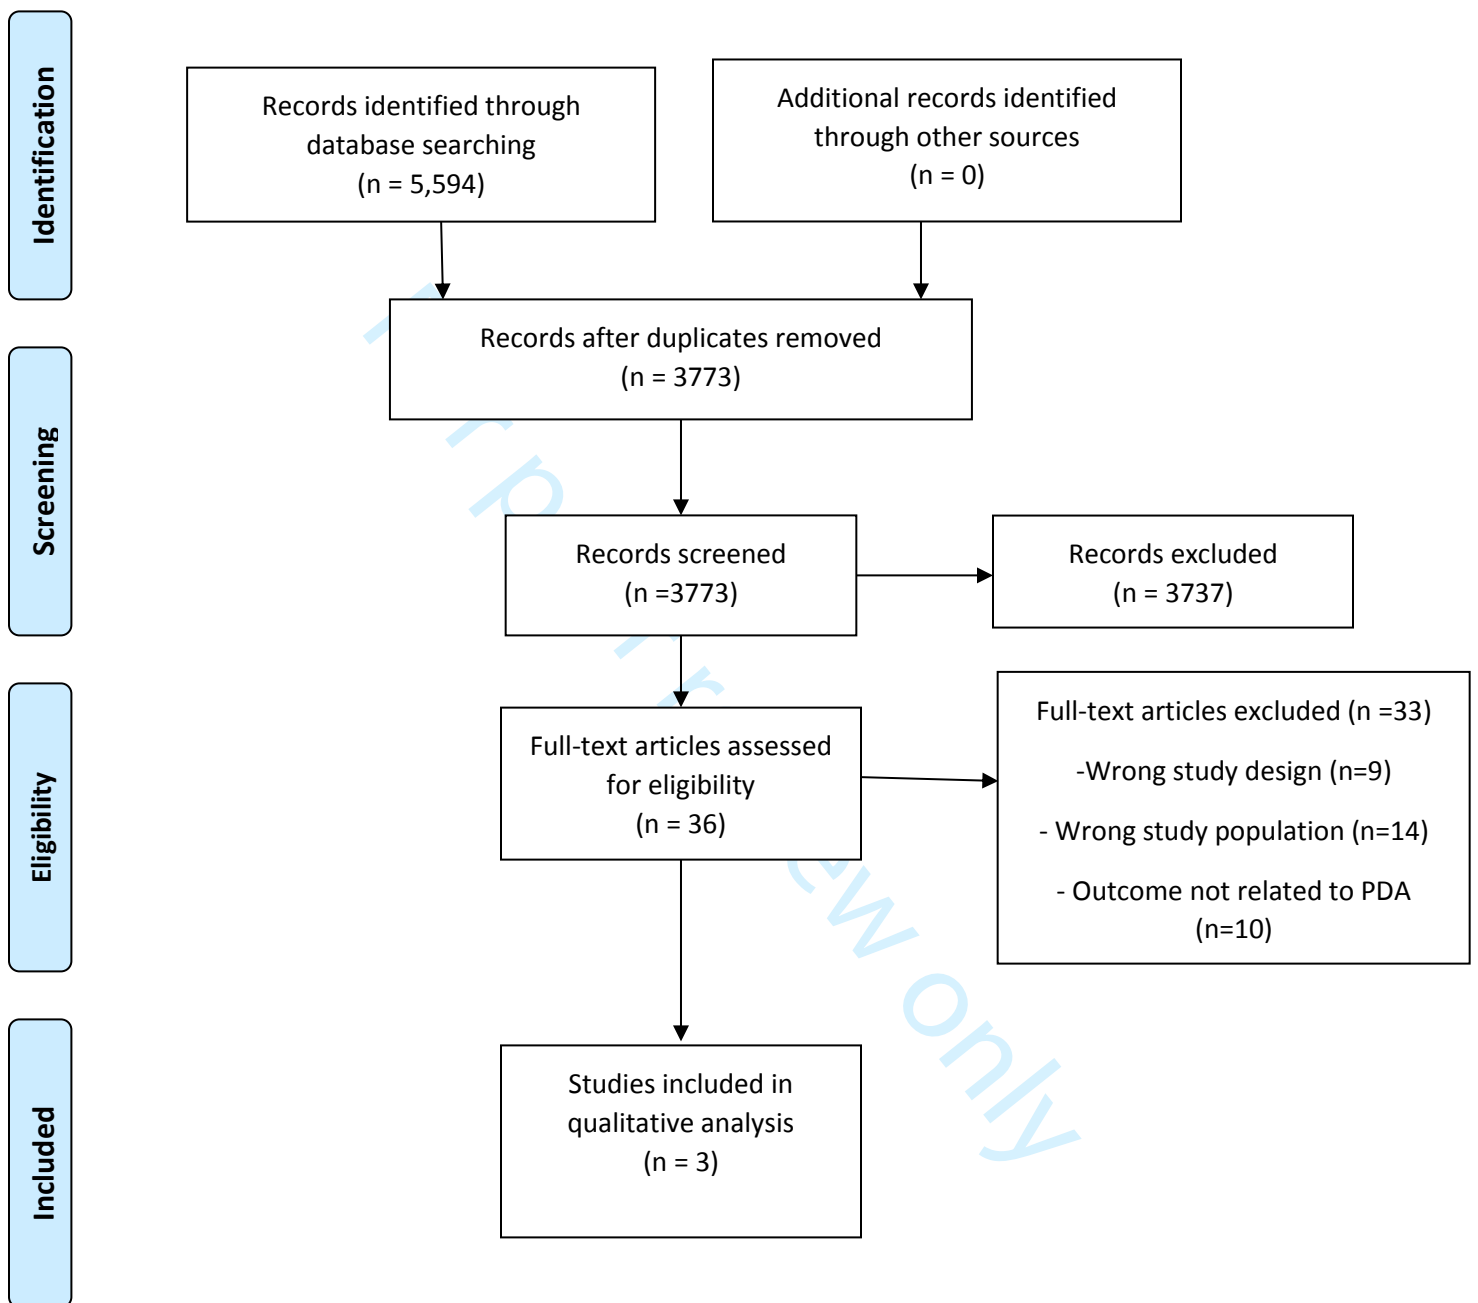 Identification
Records identified through
database searching
(n = 5,594)
Additional records identified
through other sources
(n = 0)
Records after duplicates removed
(n = 3773)
Screening
Records screened
(n =3773)
Records excluded
(n = 3737)
Eligibility
Full-text articles assessed
for eligibility
(n = 36)
Full-text articles excluded (n =33)
-Wrong study design (n=9)
- Wrong study population (n=14)
- Outcome not related to PDA
(n=10)
Included
Studies included in
qualitative analysis
(n = 3)
only